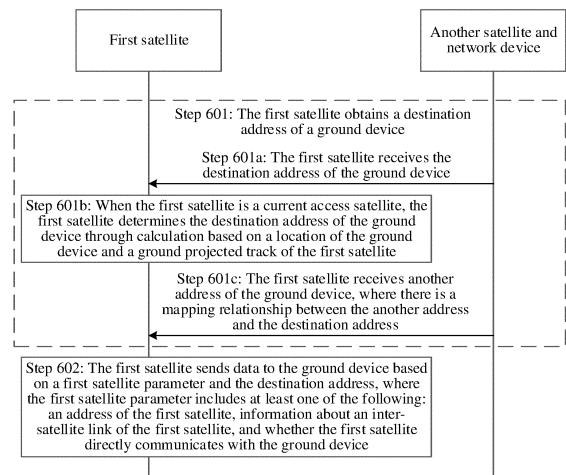 First satellite
Another satellite and
network device
Step 601: The first satellite obtains a destination
address of a ground device
Step 601a: The first satellite receives the
destination address of the ground device
Step 601b: When the first satellite is a current access satellite, the
first satellite determines the destination address of the ground
device through calculation based on a location of the ground
device and a ground projected track of the first satellite
Step 601c: The first satellite receives another
address of the ground device, where there is a
mapping relationship between the another address
and the destination address
Step 602: The first satellite sends data to the ground device based
on a first satellite parameter and the destination address, where
the first satellite parameter includes at least one of the following:
an address of the first satellite, information about an inter-
satellite link of the first satellite, and whether the first satellite
directly communicates with the ground device